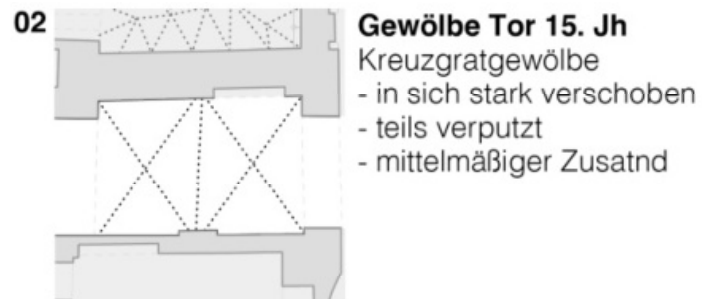 02
Gewölbe Tor 15. Jh
Kreuzgratgewölbe
- in sich stark verschoben
- teils verputzt
- mittelmäßiger Zusatnd